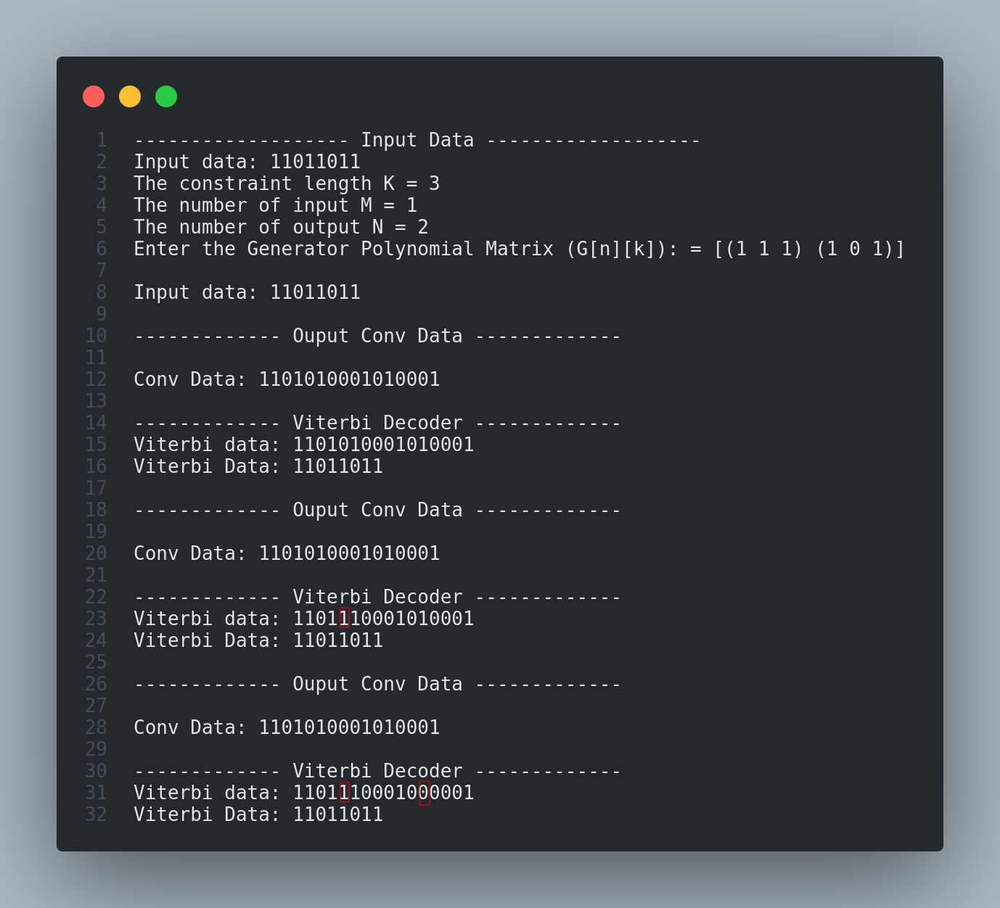 1 ------------------- Input Data -------------------
2 Input data: 11011011
3 The constraint length K = 3
4 The number of input M = 1
5 The number of output N = 2
6 Enter the Generator Polynomial Matrix (G[n][k]): = [(1 1 1) (1 0 1)]
7
8 Input data: 11011011
9
10 ------------- Ouput Conv Data -------------
11
12 Conv Data: 1101010001010001
13
14 ------------- Viterbi Decoder -------------
15 Viterbi data: 1101010001010001
16 Viterbi Data: 11011011
17
18 ------------- Ouput Conv Data -------------
19
20 Conv Data: 1101010001010001
21
22 ------------- Viterbi Decoder -------------
23 Viterbi data: 1101110001010001
24 Viterbi Data: 11011011
25
26 ------------- Ouput Conv Data -------------
27
28 Conv Data: 1101010001010001
29
30 ------------- Viterbi Decoder -------------
31 Viterbi data: 1101110001000001
32 Viterbi Data: 11011011